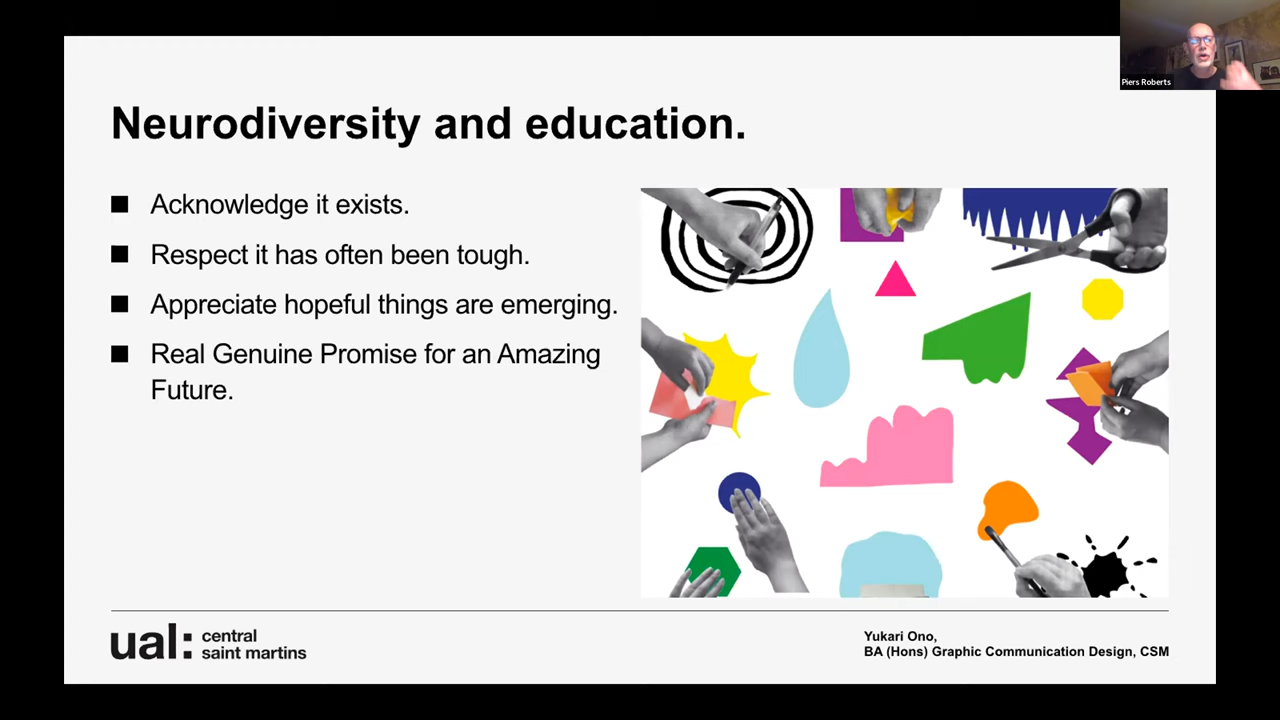 Piers Roberts
Neurodiversity and education.
Acknowledge it exists.
Respect it has often been tough.
Appreciate hopeful things are emerging.
Real Genuine Promise for an Amazing
Future.
ual: central
saint martins
Yukari Ono,
BA (Hons) Graphic Communication Design, CSM